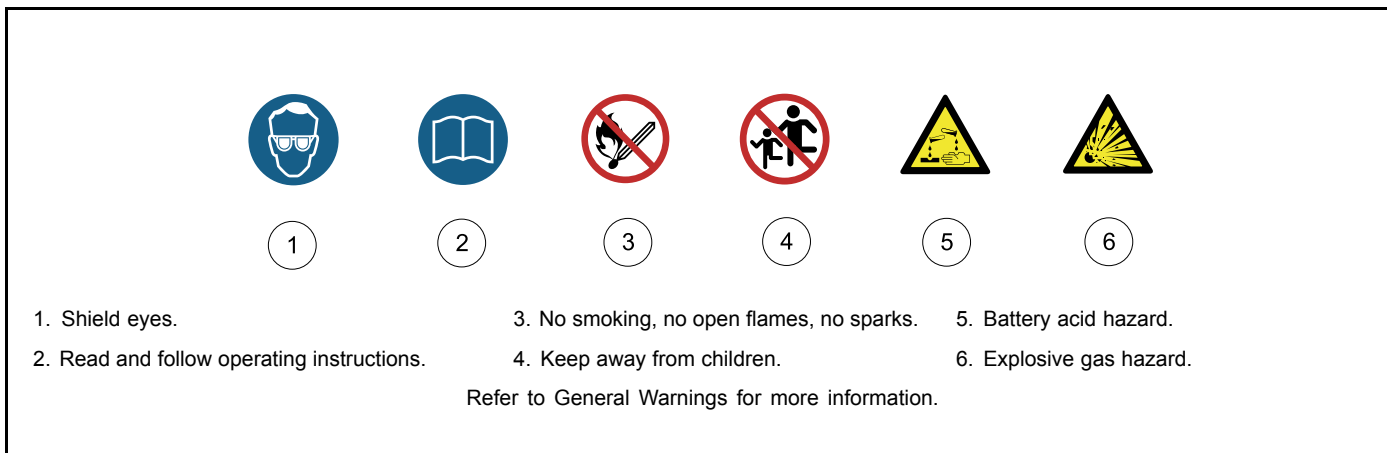 1 2 3 4 5 6
1. Shield eyes.
2. Read and follow operating instructions.
3. No smoking, no open flames, no sparks.
4. Keep away from children.
5. Battery acid hazard.
6. Explosive gas hazard.
Refer to General Warnings for more information.